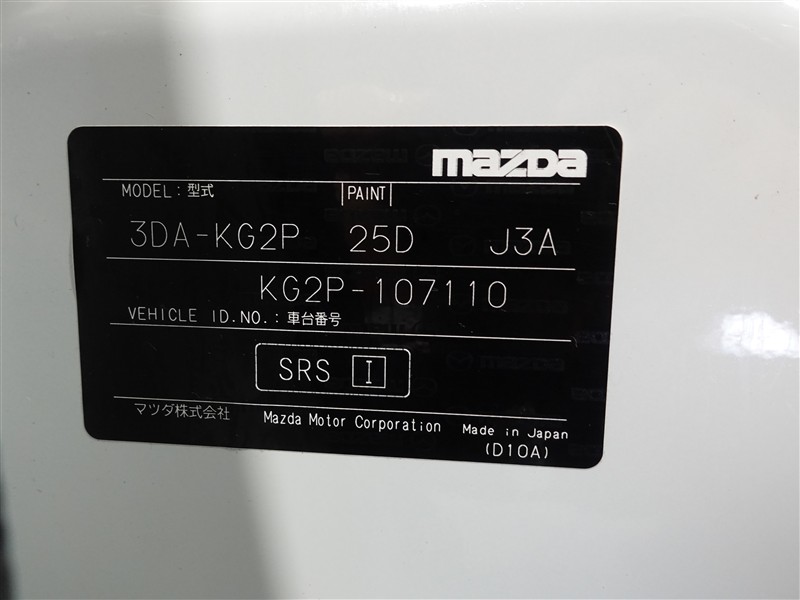 mazda
MODEL：型式 PAINT
3DA-KG2P 25D J3A
KG2P-107110
VEHICLE ID.NO.：車台番号
SRS I
マツダ株式会社 Mazda Motor Corporation Made in Japan
(D10A)